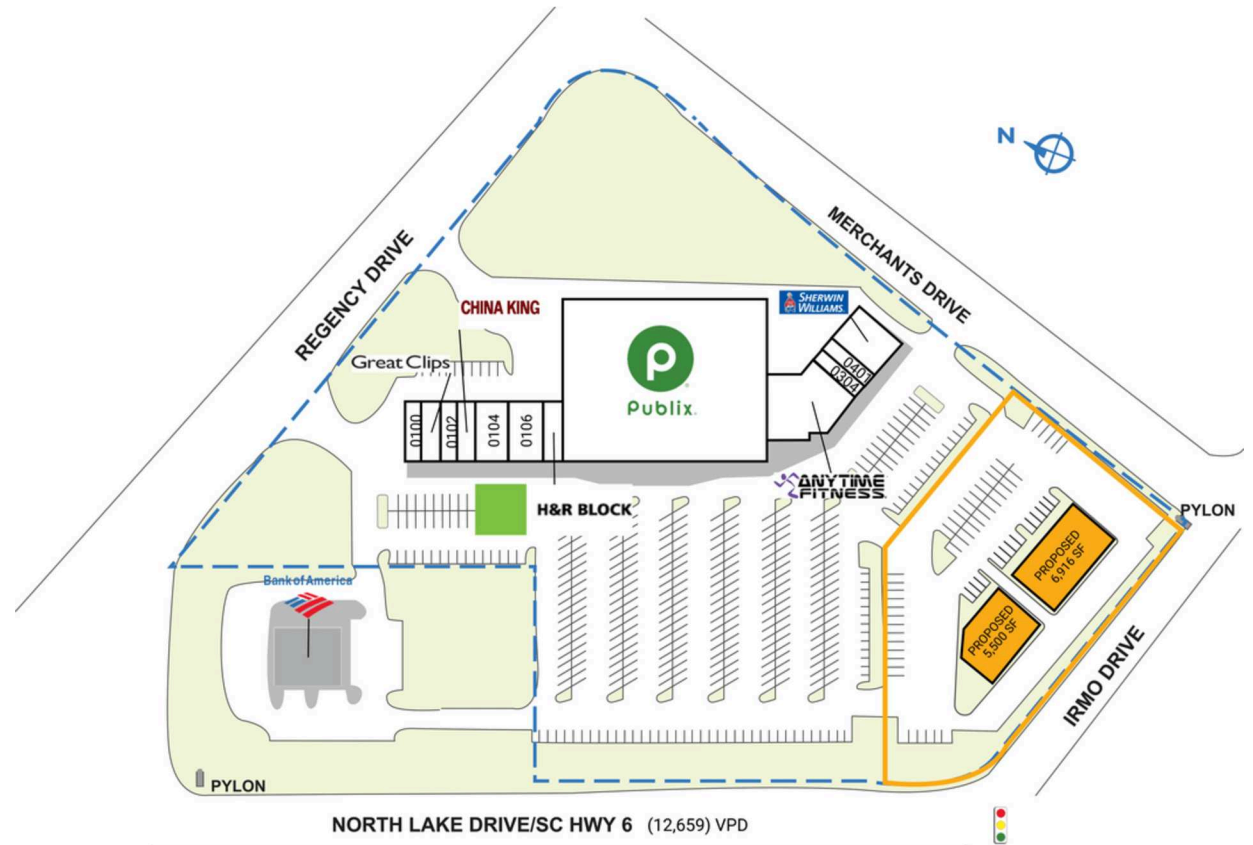 N
MERCHANTS DRIVE
REGENCY DRIVE
CHINA KING
SHERWIN
WILLIAMS
Great Clips
Publix
0401
0304
0100
0102
0104
0106
ANYTIME
FITNESS
H&R BLOCK
PYLON
PROPOSED
6,916 SF
Bank of America
PROPOSED
5,500 SF
IRMO DRIVE
PYLON
NORTH LAKE DRIVE/SC HWY 6 (12,659) VPD